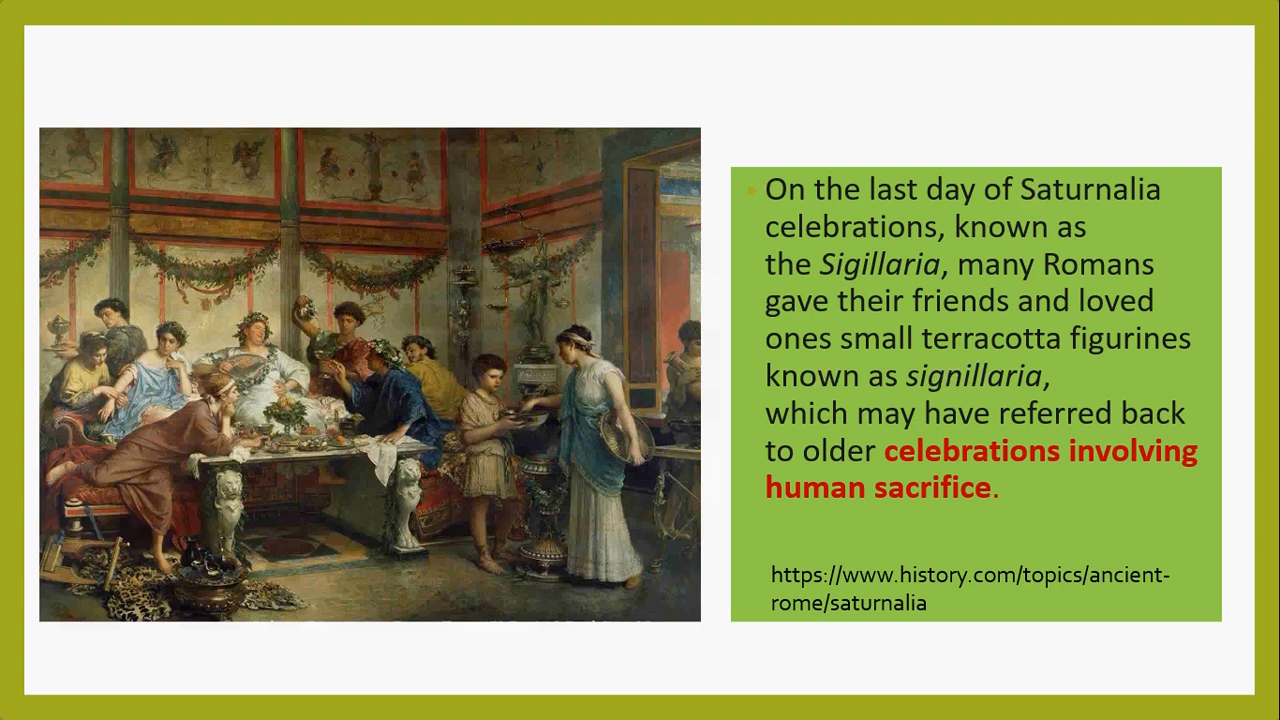 On the last day of Saturnalia
celebrations, known as
the Sigillaria, many Romans
gave their friends and loved
ones small terracotta figurines
known as signillaria,
which may have referred back
to older celebrations involving
human sacrifice.
https://www.history.com/topics/ancient-
rome/saturnalia